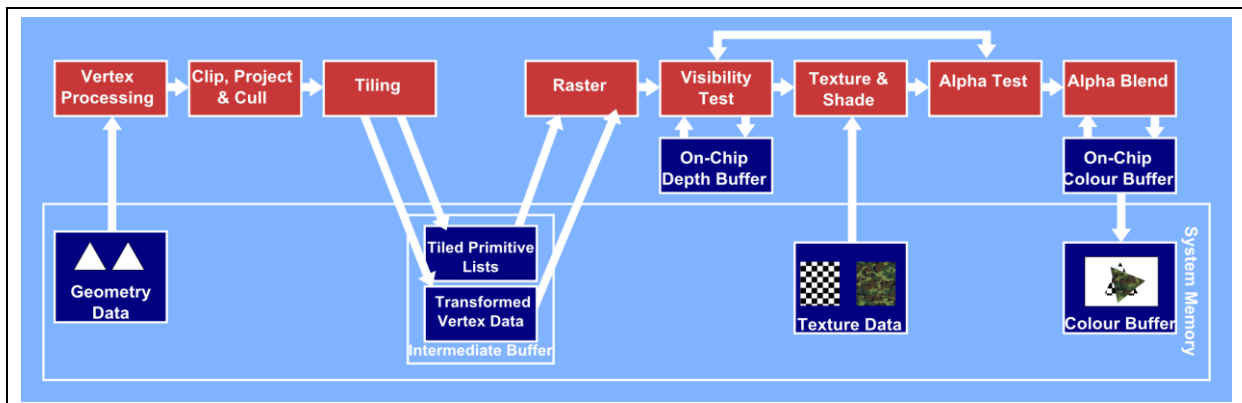 Vertex
Processing
Clip, Project
& Cull
Tiling
Raster
Visibility
Test
Texture &
Shade
Alpha Test
Alpha Blend
On-Chip
Depth Buffer
On-Chip
Colour Buffer
Geometry
Data
Tiled Primitive
Lists
Transformed
Vertex Data
Intermediate Buffer
Texture Data
Colour Buffer
System Memory